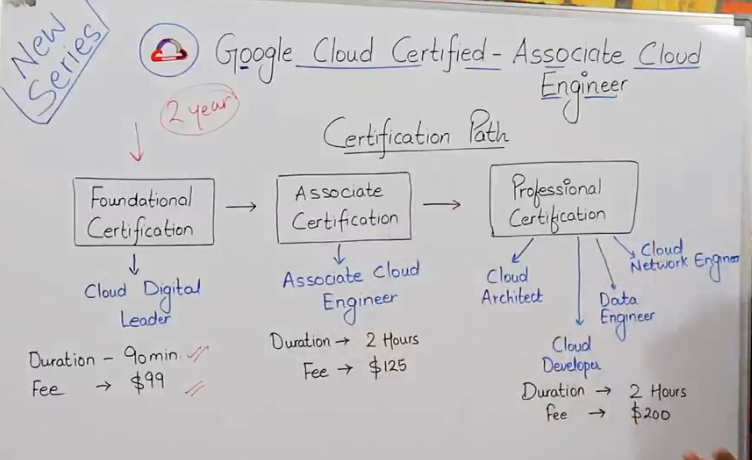 New
Series
Google Cloud Certified - Associate Cloud
Engineer
2 year
Certification Path
Foundational
Certification
Associate
Certification
Professional
Certification
Cloud Digital
Leader
Duration - 90 min.
Fee → $99
Associate Cloud
Engineer
Duration → 2 Hours
Fee → $125
Cloud
Architect
Cloud
Developer
Data
Engineer
Cloud
Network Engineer
Duration → 2 Hours
Fee → $200